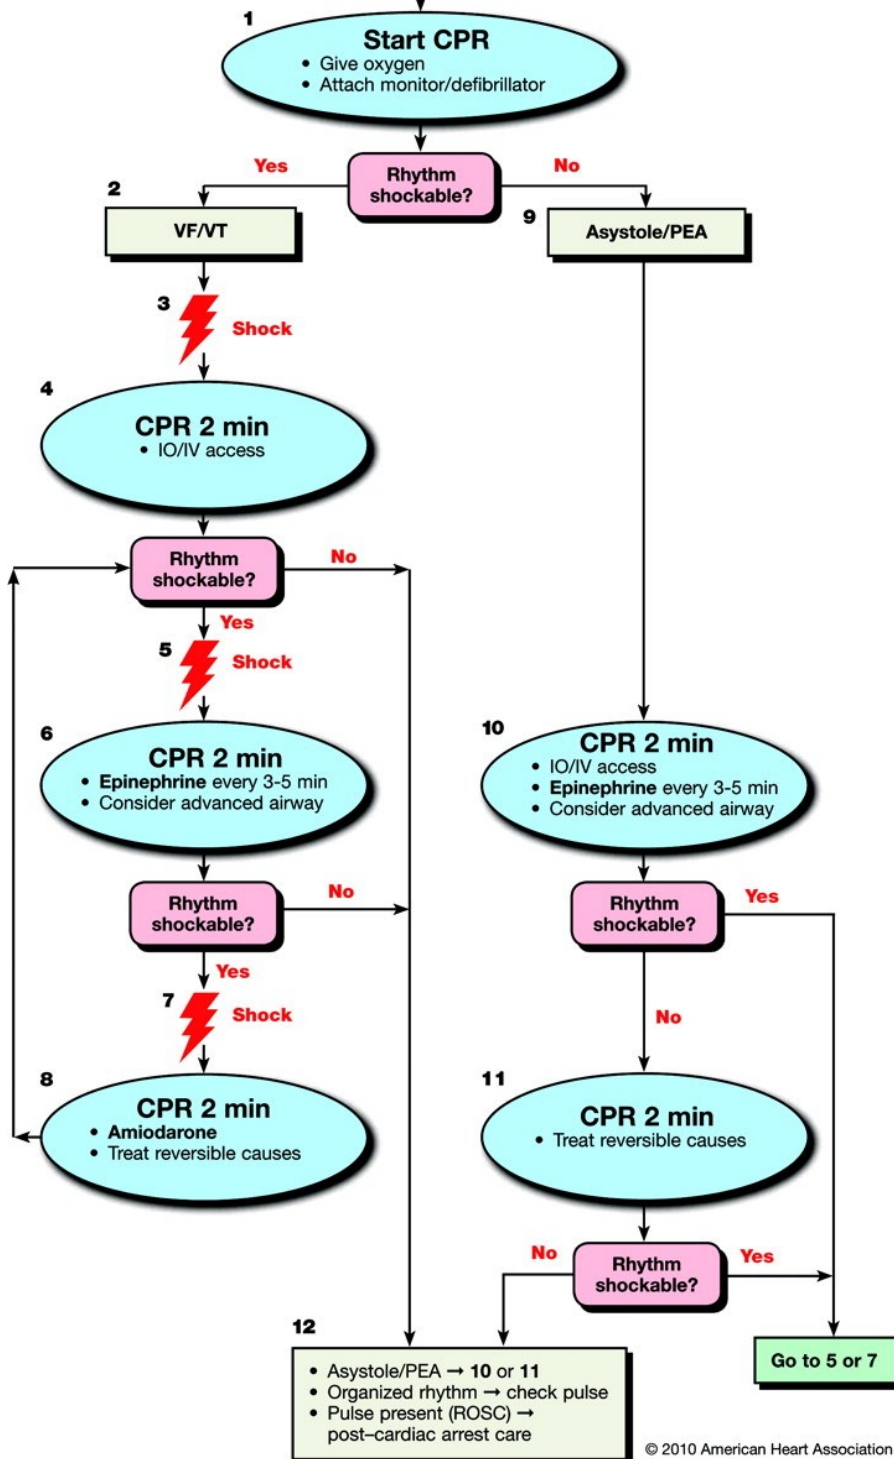 1
Start CPR
• Give oxygen
• Attach monitor/defibrillator
Rhythm
shockable?
Yes
No
2
VF/VT
9
Asystole/PEA
3
Shock
4
CPR 2 min
• IO/IV access
Rhythm
shockable?
No
Yes
5
Shock
6
CPR 2 min
• Epinephrine every 3-5 min
• Consider advanced airway
Rhythm
shockable?
No
Yes
7
Shock
8
CPR 2 min
• Amiodarone
• Treat reversible causes
10
CPR 2 min
• IO/IV access
• Epinephrine every 3-5 min
• Consider advanced airway
Rhythm
shockable?
Yes
No
11
CPR 2 min
• Treat reversible causes
Rhythm
shockable?
No
Yes
12
• Asystole/PEA → 10 or 11
• Organized rhythm → check pulse
• Pulse present (ROSC) →
post–cardiac arrest care
Go to 5 or 7
© 2010 American Heart Association